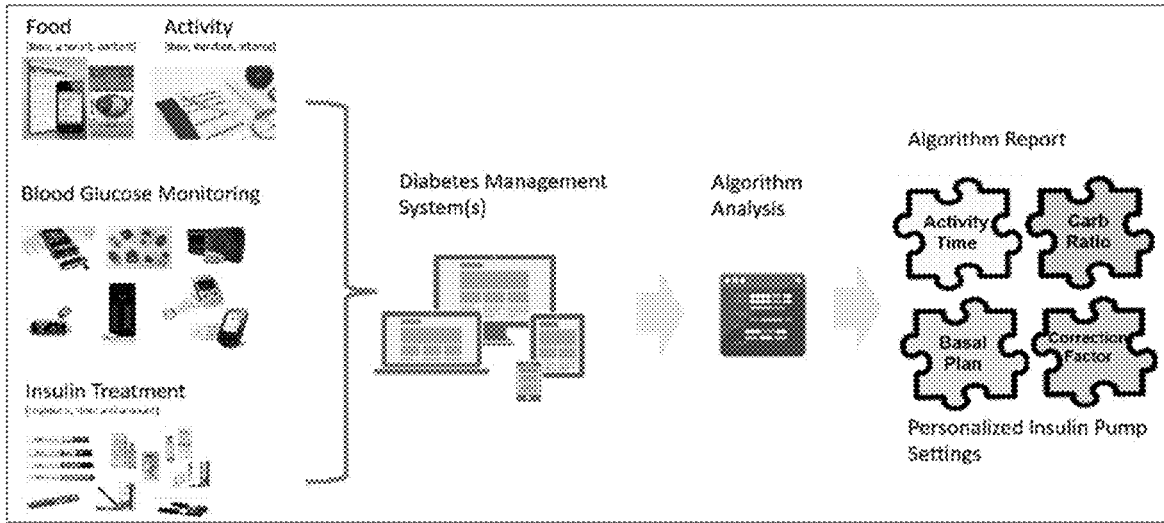 Food
Activity
Blood Glucose Monitoring
Insulin Treatment
Diabetes Management
System(s)
Algorithm
Analysis
Algorithm Report
Activity
Time
Carb
Ratio
Basal
Plan
Correction
Factor
Personalized Insulin Pump
Settings